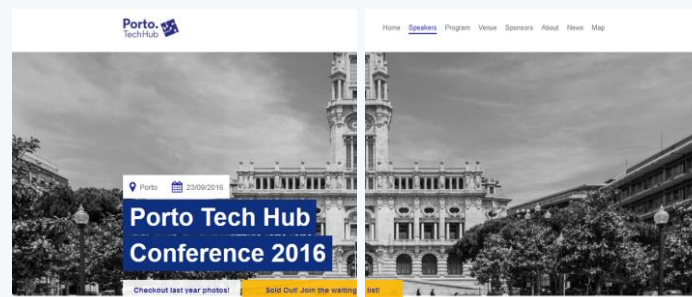 Porto.
TechHub
Home Speakers Program Venue Sponsors About News Map
Porto 23/09/2016
Porto Tech Hub
Conference 2016
Checkout last year photos! Sold Out! Join the waiting list!